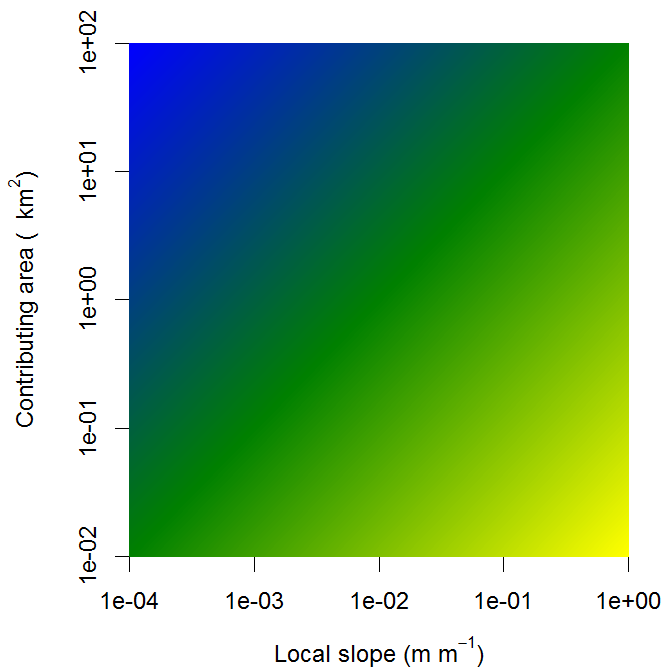 1e+02
1e+01
1e+00
1e-01
1e-02
Contributing area ( km²)
1e-04 1e-03 1e-02 1e-01 1e+00
Local slope (m m⁻¹)